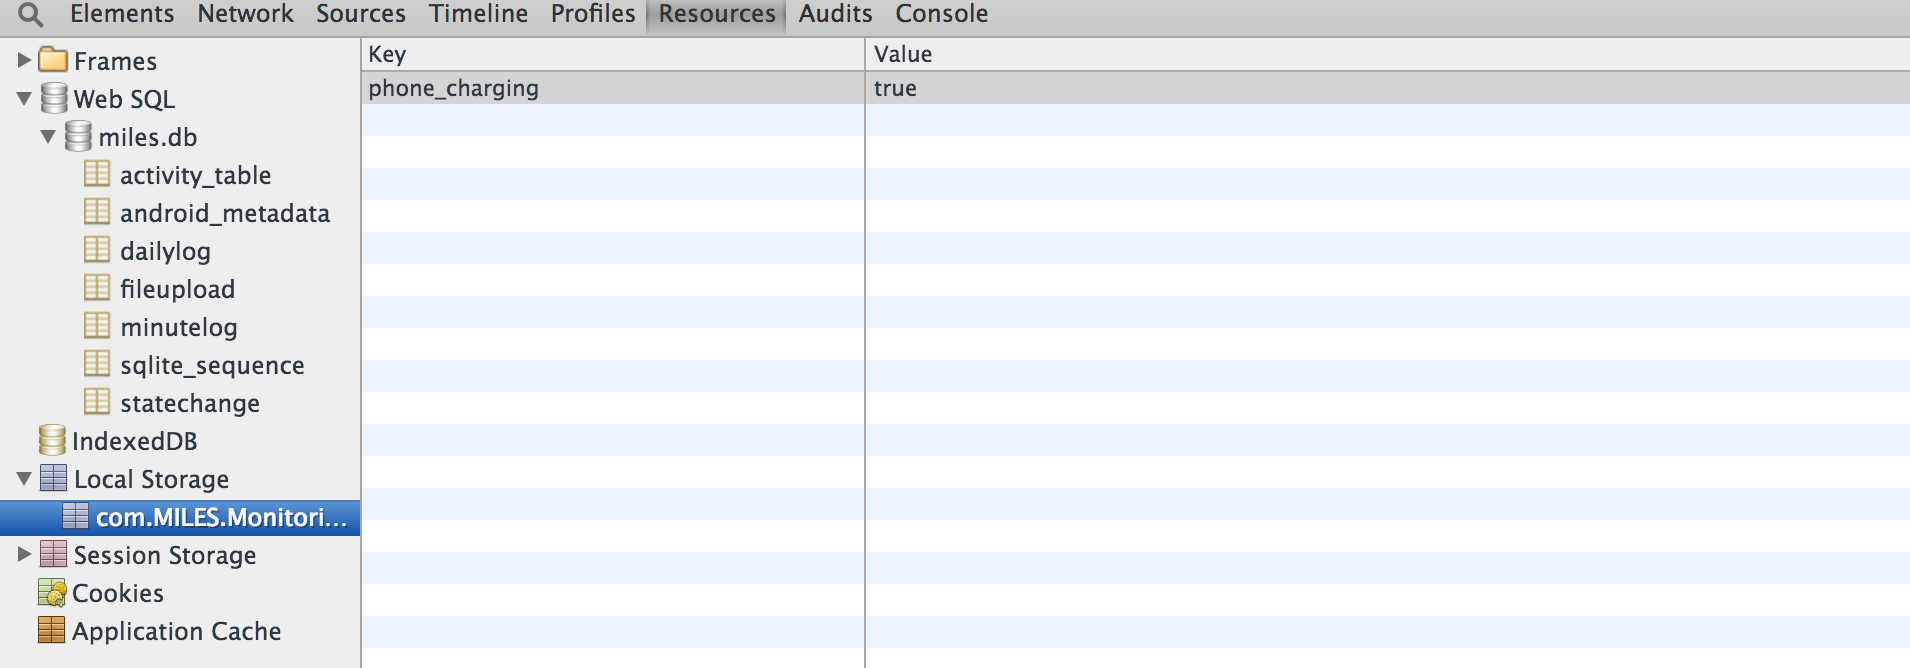 Elements Network Sources Timeline Profiles Resources Audits Console
Frames
Web SQL
miles.db
activity_table
android_metadata
dailylog
fileupload
minutelog
sqlite_sequence
statechange
IndexedDB
Local Storage
com.MILES.Monitori...
Session Storage
Cookies
Application Cache
Key Value
phone_charging true